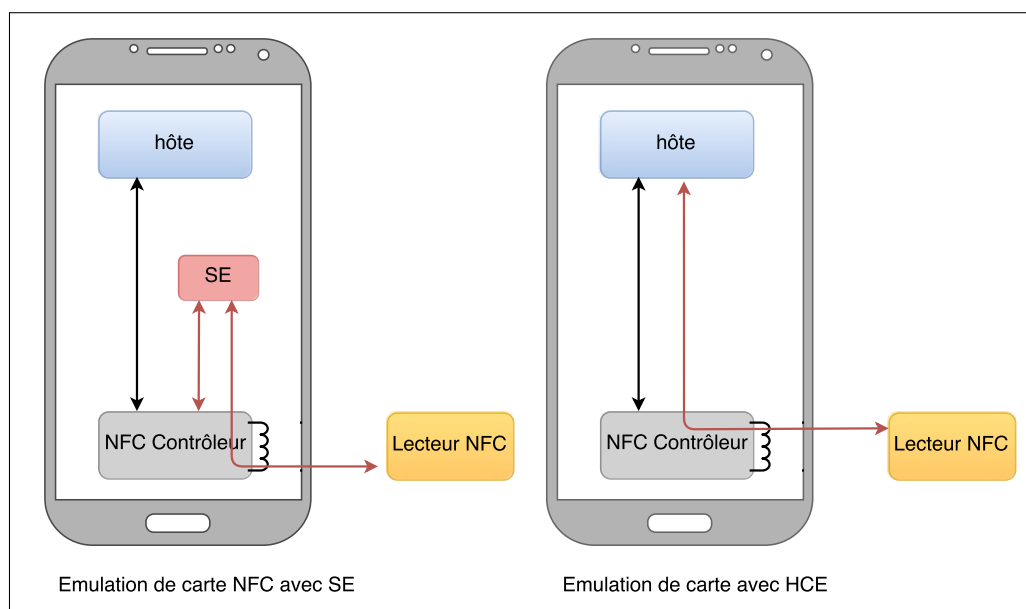 hôte
SE
NFC Contrôleur
Lecteur NFC
Emulation de carte NFC avec SE
hôte
NFC Contrôleur
Lecteur NFC
Emulation de carte avec HCE